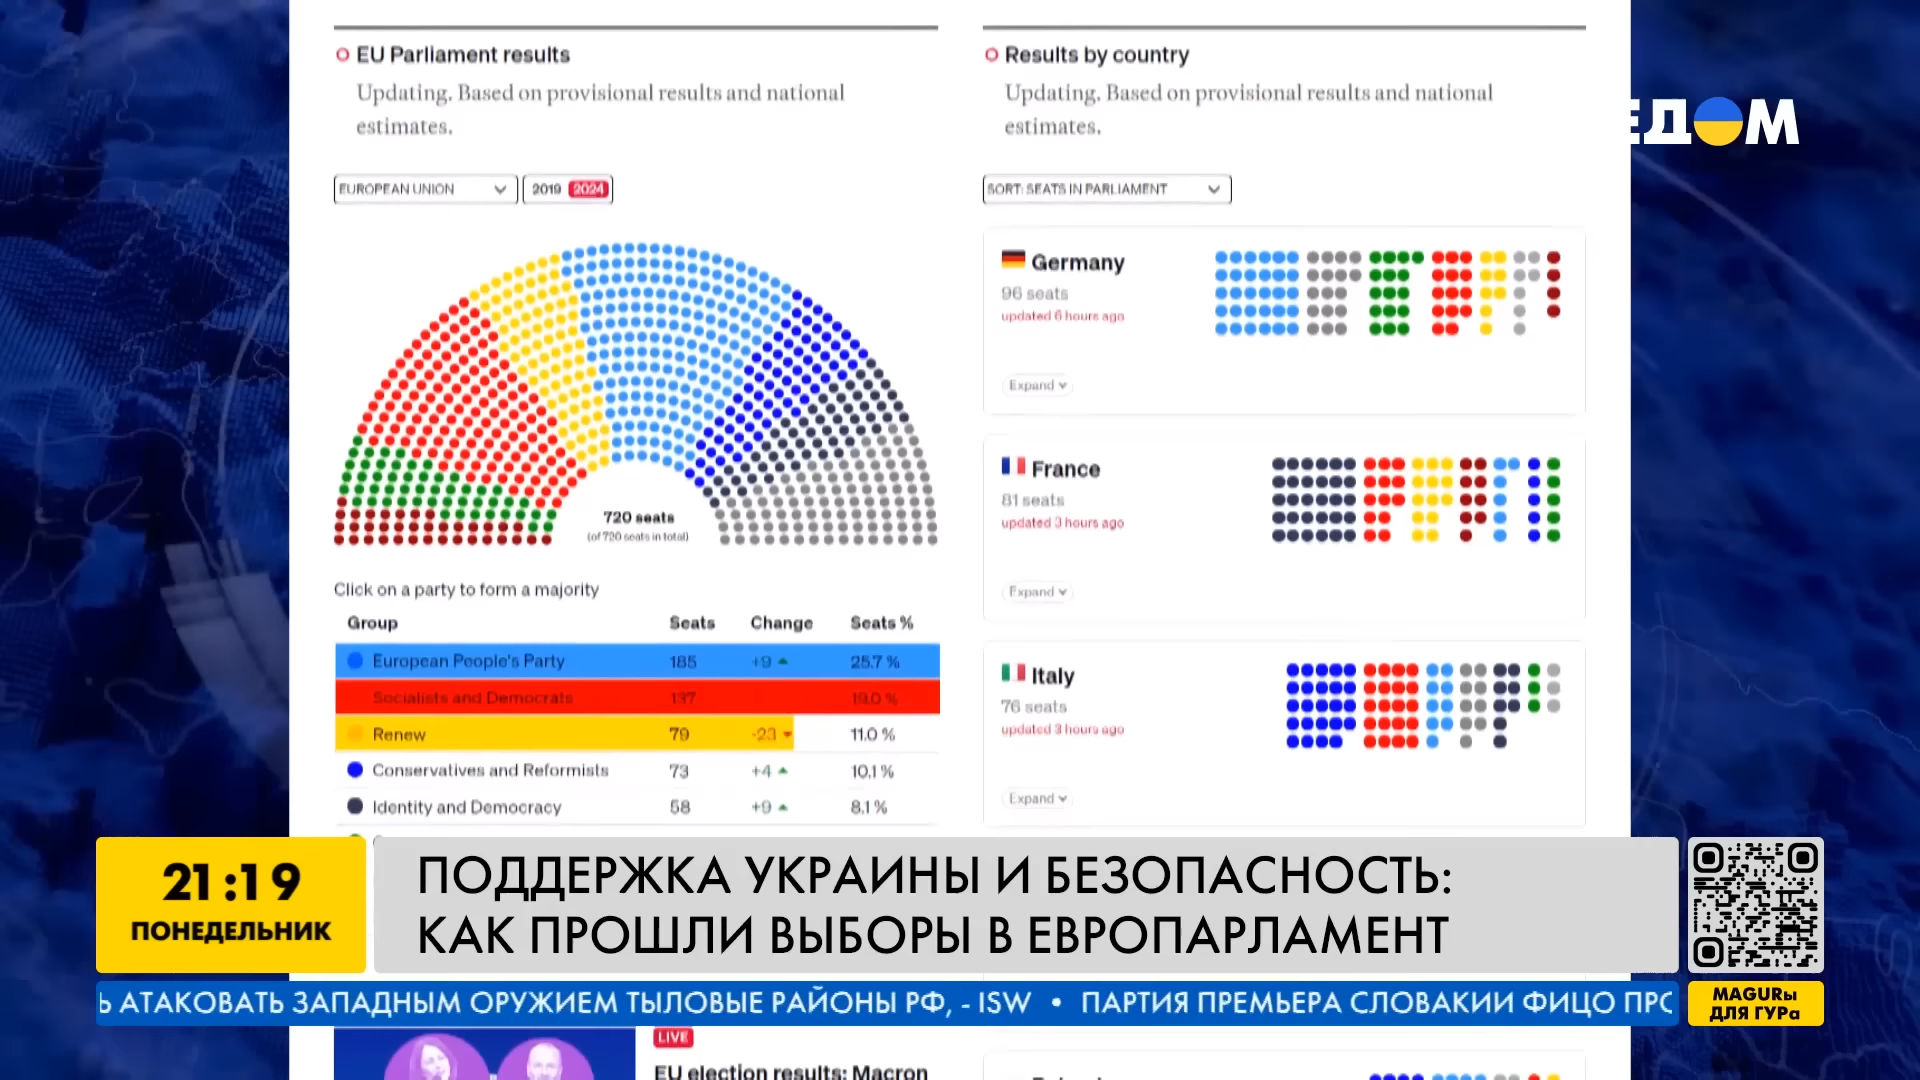 EU Parliament results
Updating. Based on provisional results and national
estimates.
EUROPEAN UNION
2019 2024
720 seats
(of 720 seats in total)
Click on a party to form a majority
Group Seats Change Seats %
European People's Party 185 +9 25.7 %
Socialists and Democrats 137 19.0 %
Renew 79 -23 11.0 %
Conservatives and Reformists 73 +4 10.1 %
Identity and Democracy 58 +9 8.1 %
Results by country
Updating. Based on provisional results and national
estimates.
SORT: SEATS IN PARLIAMENT
Germany
96 seats
updated 6 hours ago
Expand
France
81 seats
updated 3 hours ago
Expand
Italy
76 seats
updated 3 hours ago
Expand
ЕДОМ
21:19
ПОНЕДЕЛЬНИК
ПОДДЕРЖКА УКРАИНЫ И БЕЗОПАСНОСТЬ:
КАК ПРОШЛИ ВЫБОРЫ В ЕВРОПАРЛАМЕНТ
Ь АТАКОВАТЬ ЗАПАДНЫМ ОРУЖИЕМ ТЫЛОВЫЕ РАЙОНЫ РФ, - ISW • ПАРТИЯ ПРЕМЬЕРА СЛОВАКИИ ФИЦО ПРО
MAGURы
ДЛЯ ГУРа
LIVE
EU election results: Macron